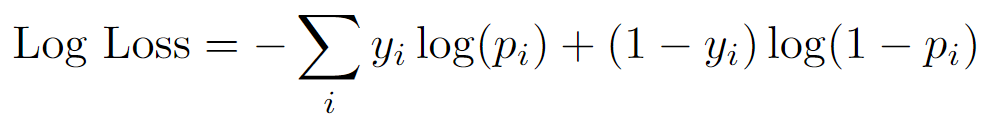 Log Loss = − ∑_i y_i log(p_i) + (1 − y_i) log(1 − p_i)